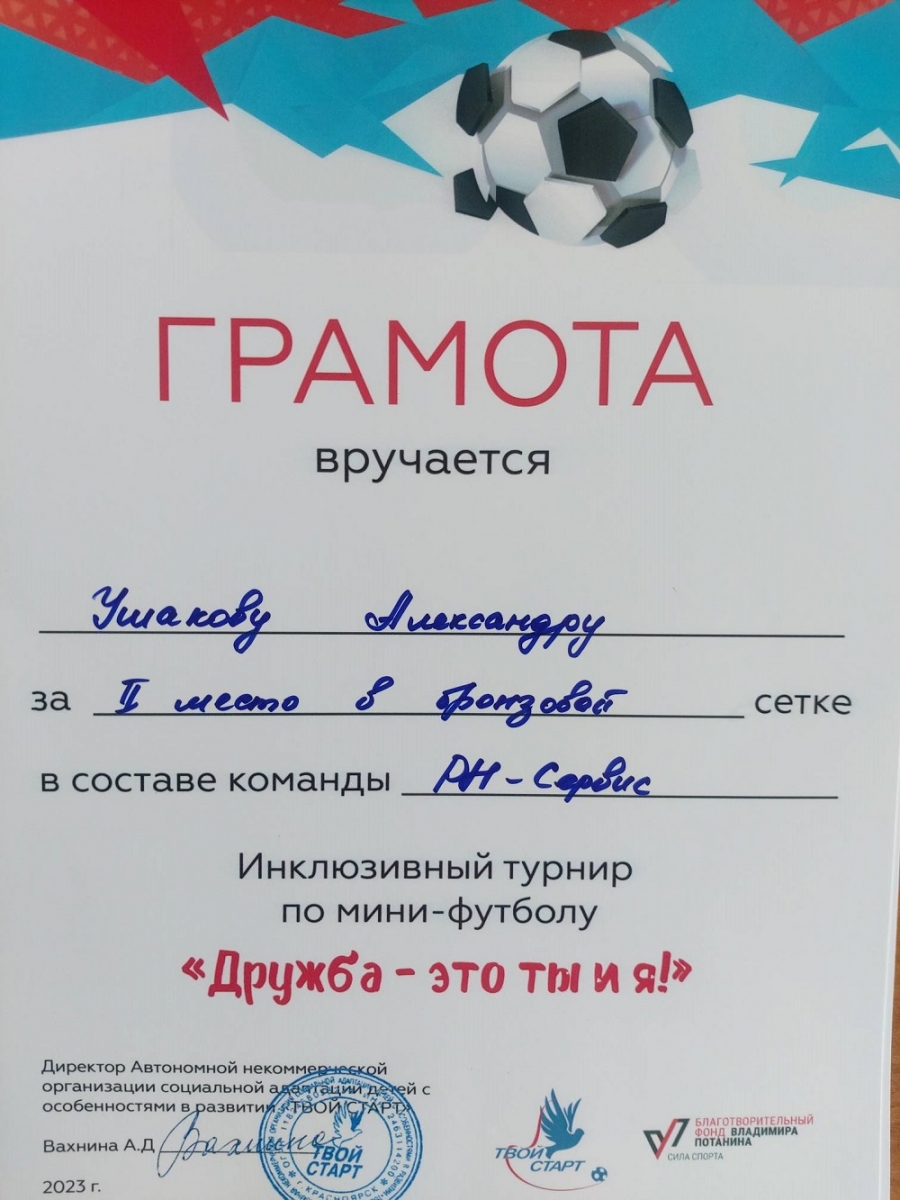 ГРАМОТА
вручается
Ушакову Александру
за II место в бронзовой сетке
в составе команды РН-Сервис
Инклюзивный турнир
по мини-футболу
«Дружба - это ты и я!»
Директор Автономной некоммерческой
организации социальной адаптации детей с
особенностями в развитии «ТВОЙ СТАРТ»
Вахнина А.Д Вахнина
2023 г.
ТВОЙ
СТАРТ
г. КРАСНОЯРСК
ТВОЙ
СТАРТ
БЛАГОТВОРИТЕЛЬНЫЙ
ФОНД ВЛАДИМИРА
ПОТАНИНА
СИЛА СПОРТА